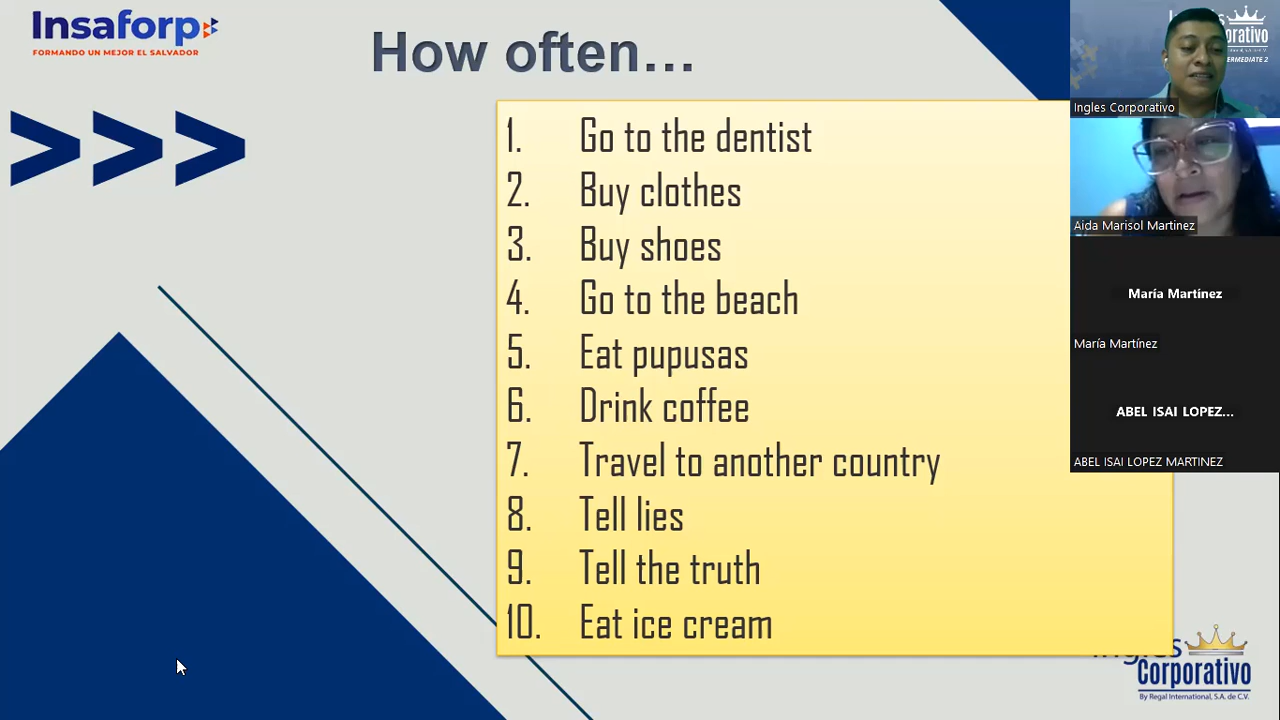 Insaforp
FORMANDO UN MEJOR EL SALVADOR
How often...
>>>
1. Go to the dentist
2. Buy clothes
3. Buy shoes
4. Go to the beach
5. Eat pupusas
6. Drink coffee
7. Travel to another country
8. Tell lies
9. Tell the truth
10. Eat ice cream
Ingles Corporativo
Aida Marisol Martinez
María Martínez
María Martínez
ABEL ISAI LOPEZ...
ABEL ISAI LOPEZ MARTINEZ
Corporativo
By Regal International, S.A. de C.V.